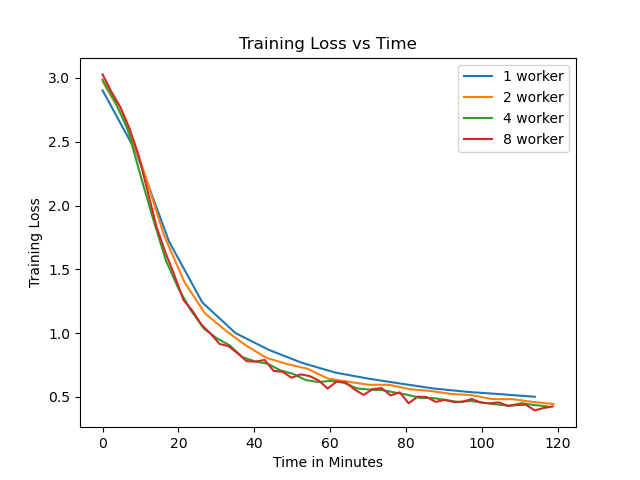 Training Loss vs Time
1 worker
2 worker
4 worker
8 worker
Training Loss
3.0
2.5
2.0
1.5
1.0
0.5
0 20 40 60 80 100 120
Time in Minutes